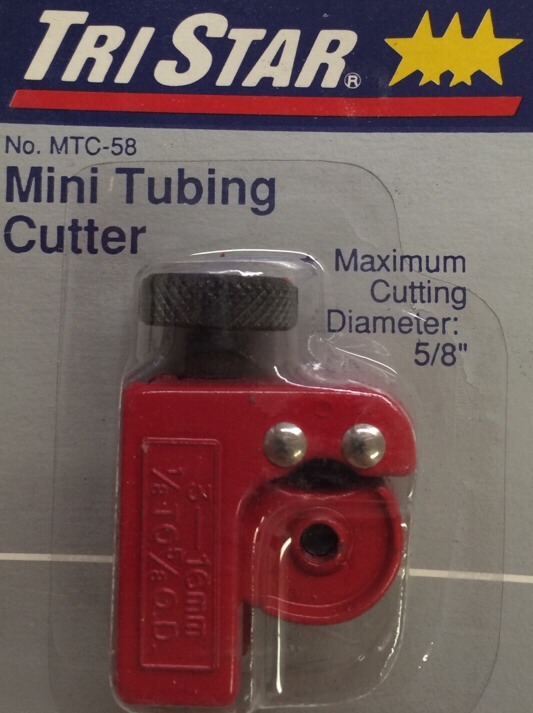 TRI STAR®
No. MTC-58
Mini Tubing
Cutter
Maximum
Cutting
Diameter:
5/8"
3—16mm
1/8 TO 5/8 O.D.